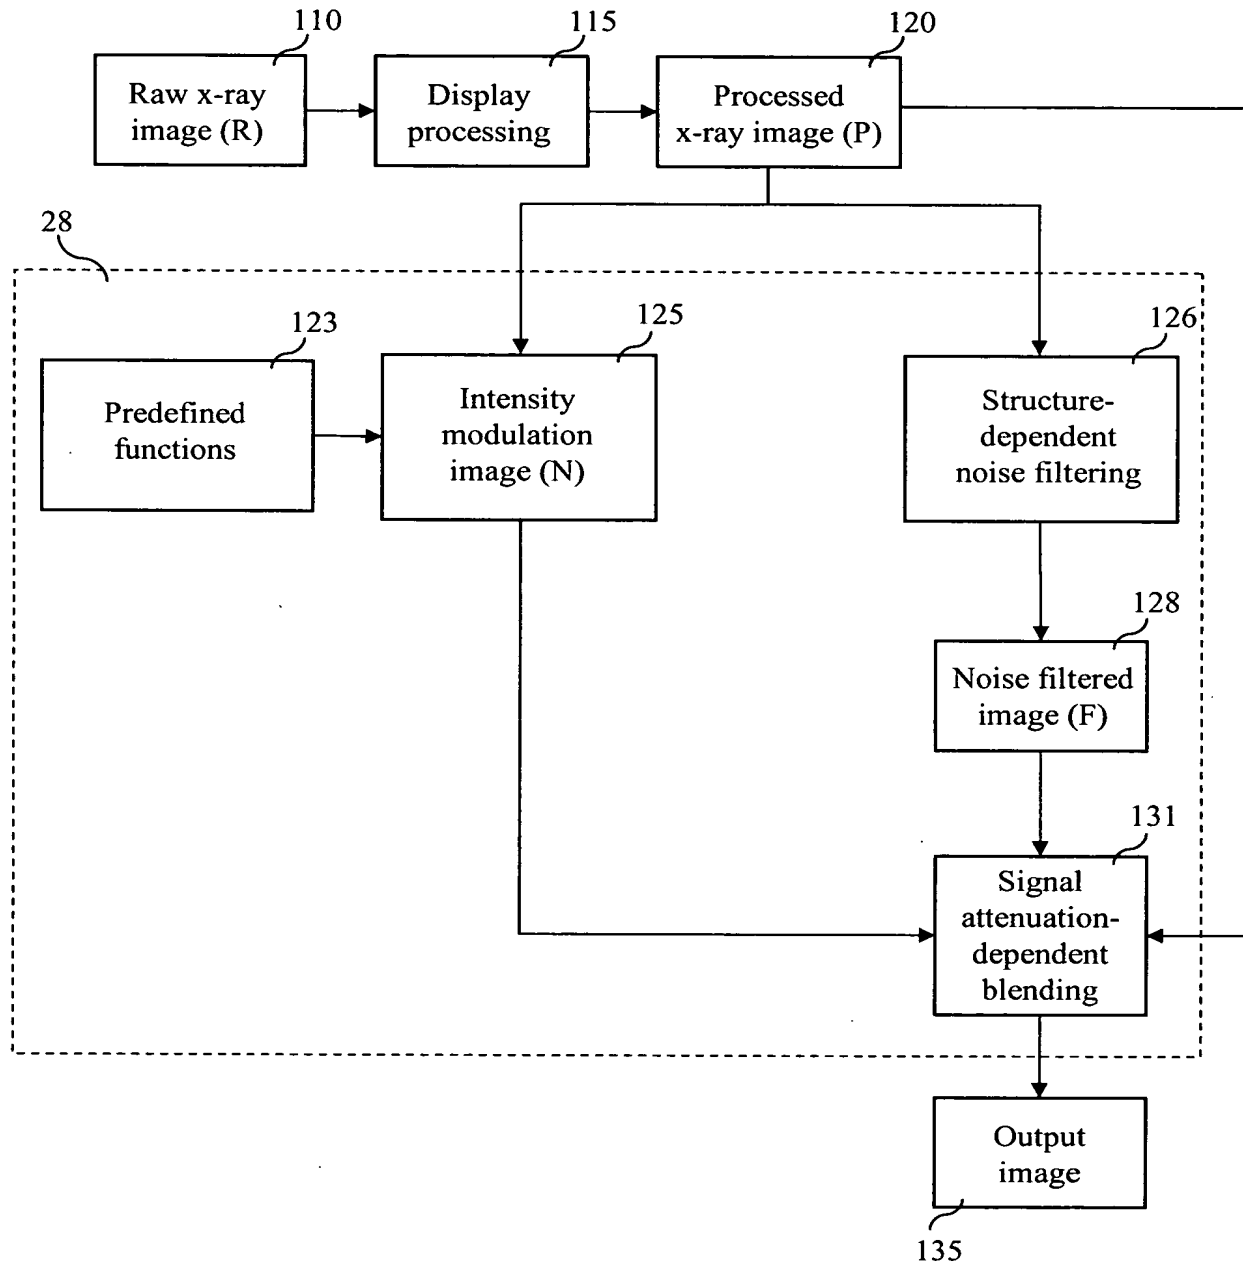 110
115
120
Raw x-ray
image (R)
Display
processing
Processed
x-ray image (P)
28
123
125
126
Predefined
functions
Intensity
modulation
image (N)
Structure-
dependent
noise filtering
128
Noise filtered
image (F)
131
Signal
attenuation-
dependent
blending
Output
image
135